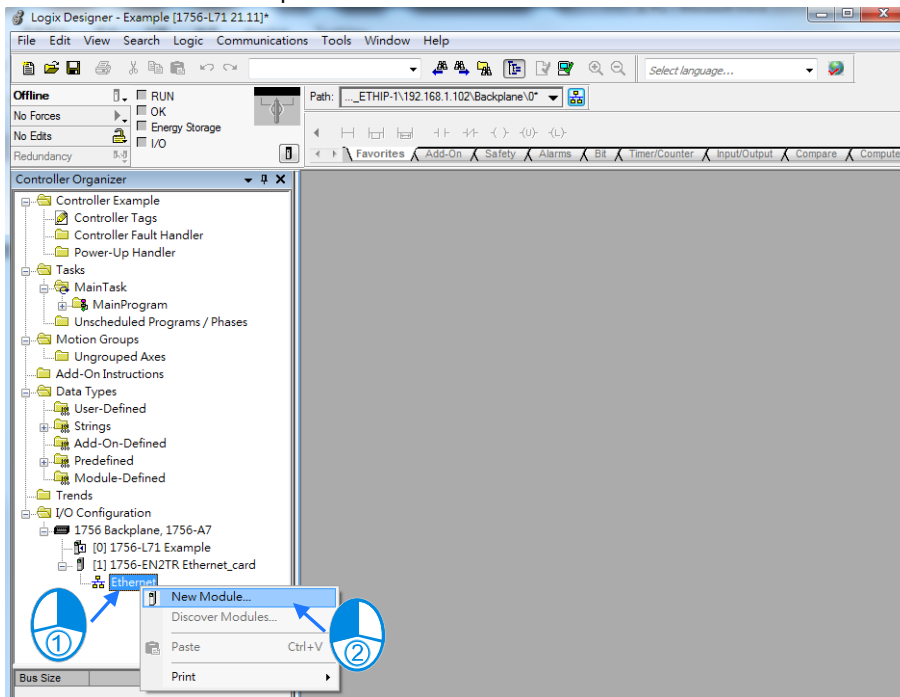 Logix Designer - Example [1756-L71 21.11]*
File Edit View Search Logic Communications Tools Window Help
Select language...
Offline
RUN
Path: ..._ETHIP-1\192.168.1.102\Backplane\0*
No Forces
OK
Energy Storage
No Edits
I/O
Redundancy
Favorites Add-On Safety Alarms Bit Timer/Counter Input/Output Compare Compute
Controller Organizer
Controller Example
Controller Tags
Controller Fault Handler
Power-Up Handler
Tasks
MainTask
MainProgram
Unscheduled Programs / Phases
Motion Groups
Ungrouped Axes
Add-On Instructions
Data Types
User-Defined
Strings
Add-On-Defined
Predefined
Module-Defined
Trends
I/O Configuration
1756 Backplane, 1756-A7
[0] 1756-L71 Example
[1] 1756-EN2TR Ethernet_card
Ethernet
New Module...
Discover Modules...
① ②
Paste Ctrl+V
Print
Bus Size